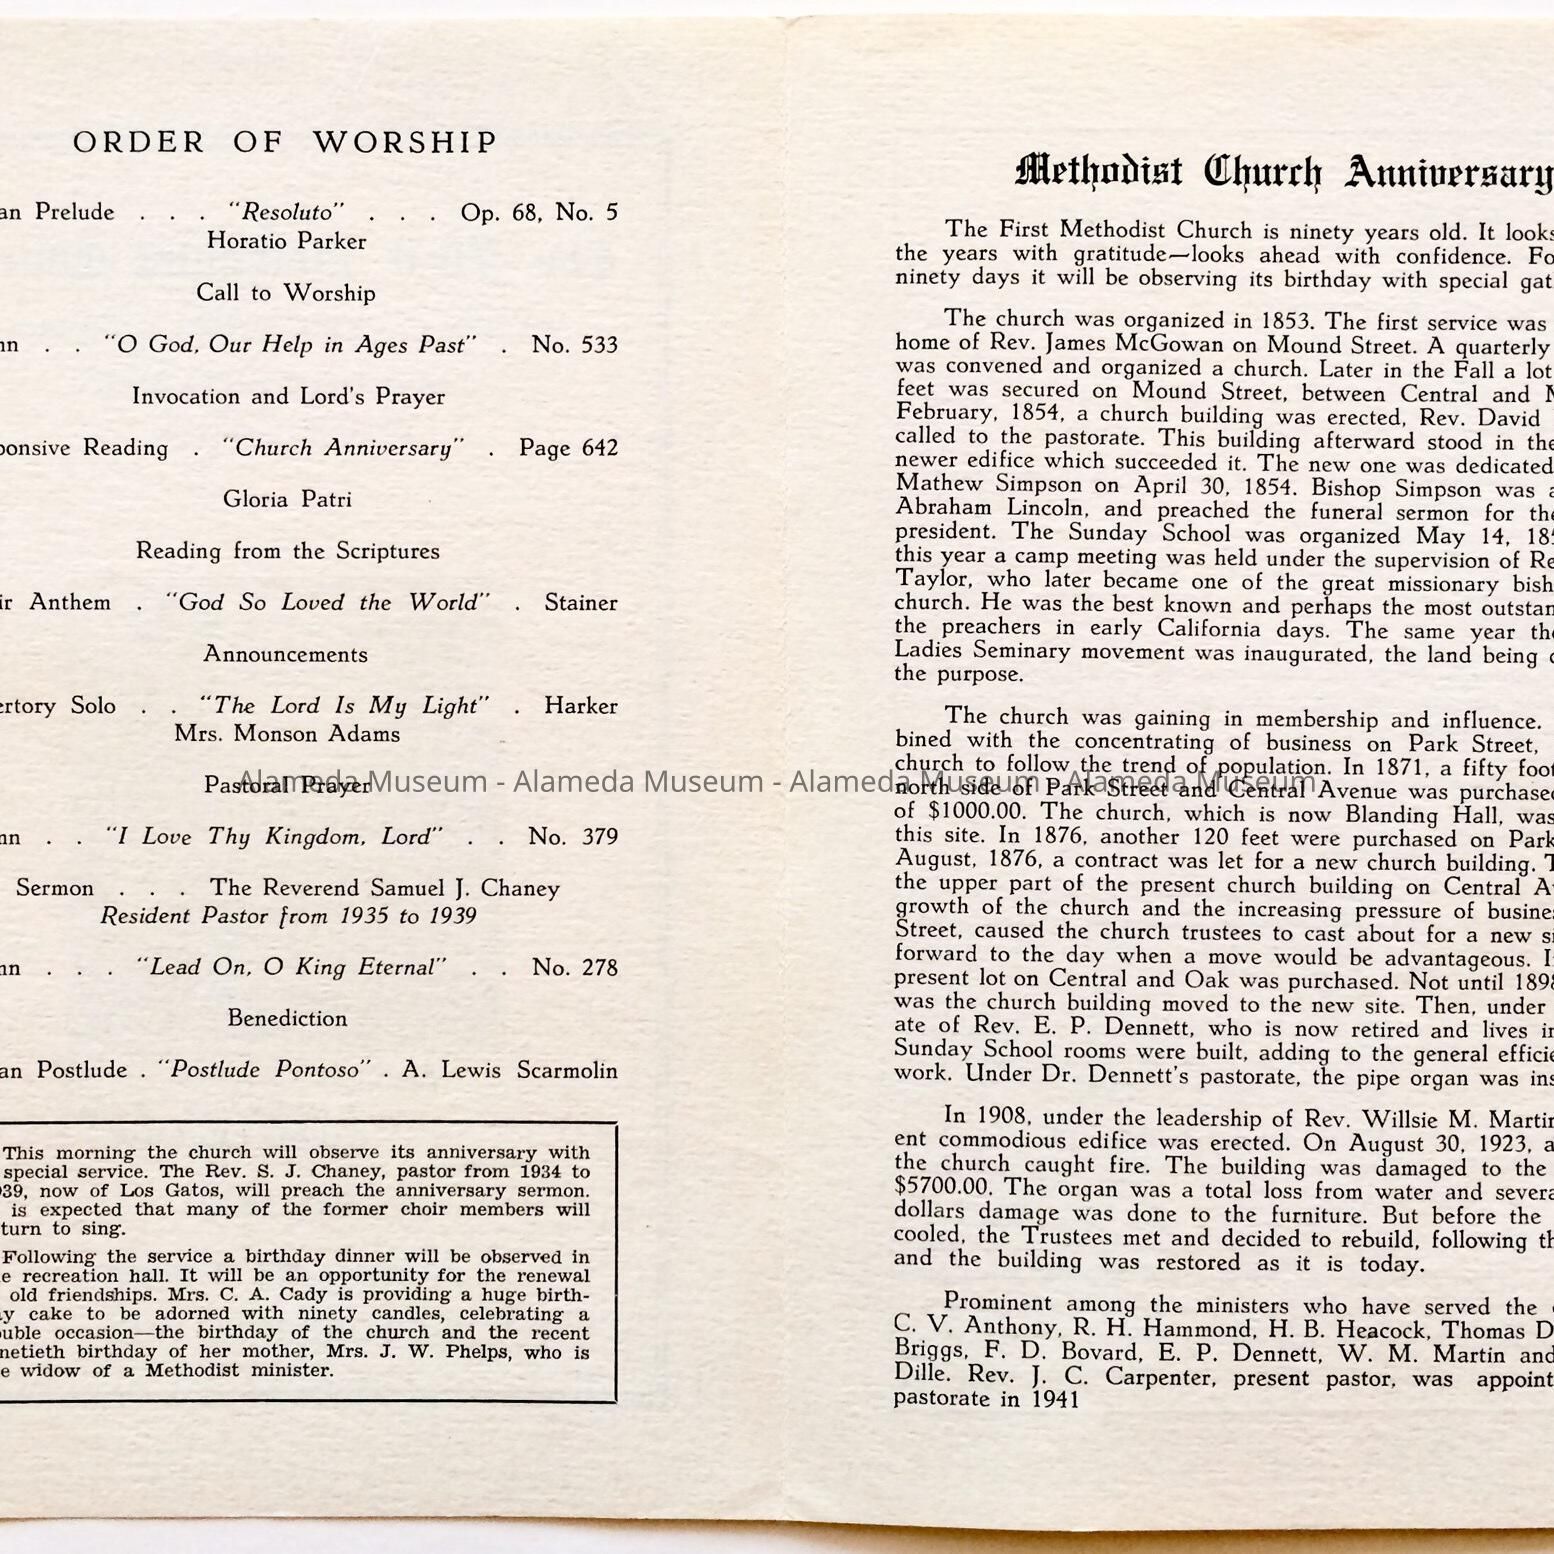 ORDER OF WORSHIP
an Prelude . . . "Resoluto" . . . Op. 68, No. 5
Horatio Parker
Call to Worship
nn . . "O God, Our Help in Ages Past" . No. 533
Invocation and Lord's Prayer
ponsive Reading . "Church Anniversary" . Page 642
Gloria Patri
Reading from the Scriptures
ir Anthem . "God So Loved the World" . Stainer
Announcements
ertory Solo . . "The Lord Is My Light" . Harker
Mrs. Monson Adams
Pastoral Prayer
nn . . "I Love Thy Kingdom, Lord" . . No. 379
Sermon . . . The Reverend Samuel J. Chaney
Resident Pastor from 1935 to 1939
nn . . . "Lead On, O King Eternal" . . No. 278
Benediction
an Postlude . "Postlude Pontoso" . A. Lewis Scarmolin
This morning the church will observe its anniversary with
special service. The Rev. S. J. Chaney, pastor from 1934 to
39, now of Los Gatos, will preach the anniversary sermon.
is expected that many of the former choir members will
turn to sing.
Following the service a birthday dinner will be observed in
e recreation hall. It will be an opportunity for the renewal
old friendships. Mrs. C. A. Cady is providing a huge birth-
y cake to be adorned with ninety candles, celebrating a
uble occasion—the birthday of the church and the recent
netieth birthday of her mother, Mrs. J. W. Phelps, who is
e widow of a Methodist minister.
Methodist Church Anniversary
The First Methodist Church is ninety years old. It looks
the years with gratitude—looks ahead with confidence. Fo
ninety days it will be observing its birthday with special gat
The church was organized in 1853. The first service was
home of Rev. James McGowan on Mound Street. A quarterly
was convened and organized a church. Later in the Fall a lot
feet was secured on Mound Street, between Central and
February, 1854, a church building was erected, Rev. David
called to the pastorate. This building afterward stood in the
newer edifice which succeeded it. The new one was dedicated
Mathew Simpson on April 30, 1854. Bishop Simpson was a
Abraham Lincoln, and preached the funeral sermon for the
president. The Sunday School was organized May 14, 185
this year a camp meeting was held under the supervision of Re
Taylor, who later became one of the great missionary bish
church. He was the best known and perhaps the most outstan
the preachers in early California days. The same year the
Ladies Seminary movement was inaugurated, the land being
the purpose.
The church was gaining in membership and influence.
bined with the concentrating of business on Park Street,
church to follow the trend of population. In 1871, a fifty foot
north side of Park Street and Central Avenue was purchased
of $1000.00. The church, which is now Blanding Hall, was
this site. In 1876, another 120 feet were purchased on Park
August, 1876, a contract was let for a new church building. T
the upper part of the present church building on Central Av
growth of the church and the increasing pressure of busine
Street, caused the church trustees to cast about for a new si
forward to the day when a move would be advantageous. I
present lot on Central and Oak was purchased. Not until 1898
was the church building moved to the new site. Then, under
ate of Rev. E. P. Dennett, who is now retired and lives in
Sunday School rooms were built, adding to the general efficie
work. Under Dr. Dennett's pastorate, the pipe organ was ins
In 1908, under the leadership of Rev. Willsie M. Martin
ent commodious edifice was erected. On August 30, 1923, a
the church caught fire. The building was damaged to the
$5700.00. The organ was a total loss from water and severa
dollars damage was done to the furniture. But before the
cooled, the Trustees met and decided to rebuild, following th
and the building was restored as it is today.
Prominent among the ministers who have served the
C. V. Anthony, R. H. Hammond, H. B. Heacock, Thomas D
Briggs, F. D. Bovard, E. P. Dennett, W. M. Martin and
Dille. Rev. J. C. Carpenter, present pastor, was appoint
pastorate in 1941
Alameda Museum - Alameda Museum - Alameda Museum - Alameda Museum